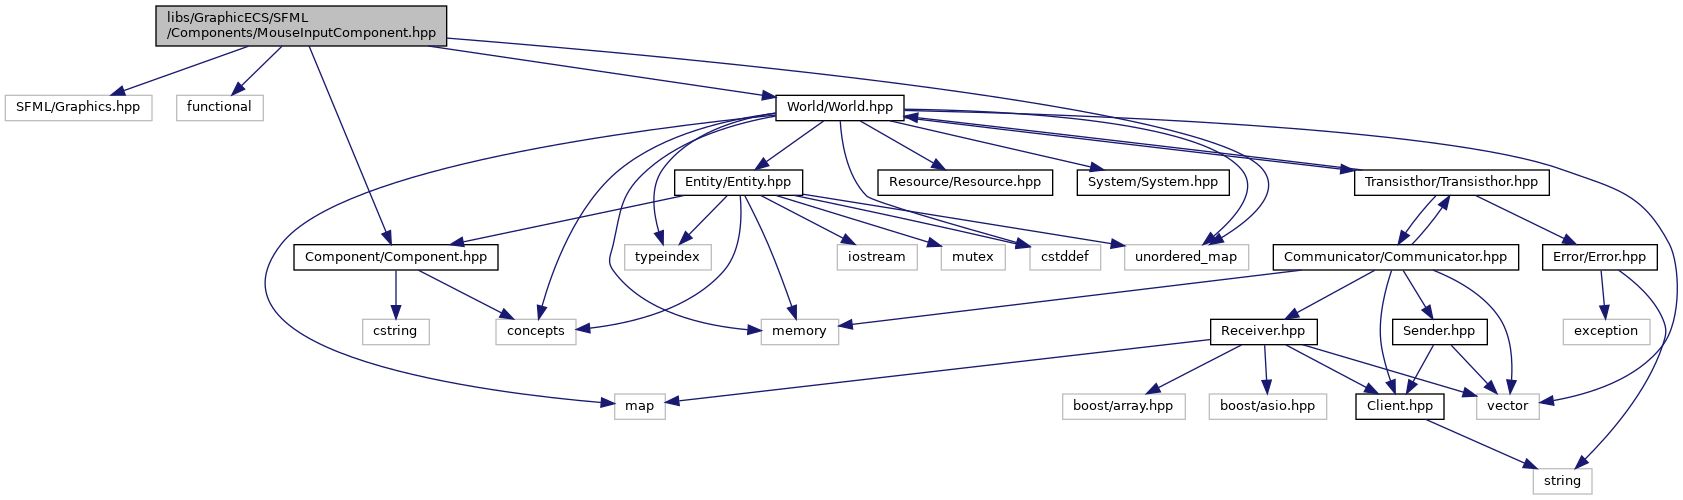 libs/GraphicECS/SFML
/Components/MouseInputComponent.hpp
SFML/Graphics.hpp
functional
World/World.hpp
Entity/Entity.hpp
Resource/Resource.hpp
System/System.hpp
Transisthor/Transisthor.hpp
Component/Component.hpp
typeindex
iostream
mutex
cstddef
unordered_map
Communicator/Communicator.hpp
Error/Error.hpp
cstring
concepts
memory
Receiver.hpp
Sender.hpp
exception
map
boost/array.hpp
boost/asio.hpp
Client.hpp
vector
string